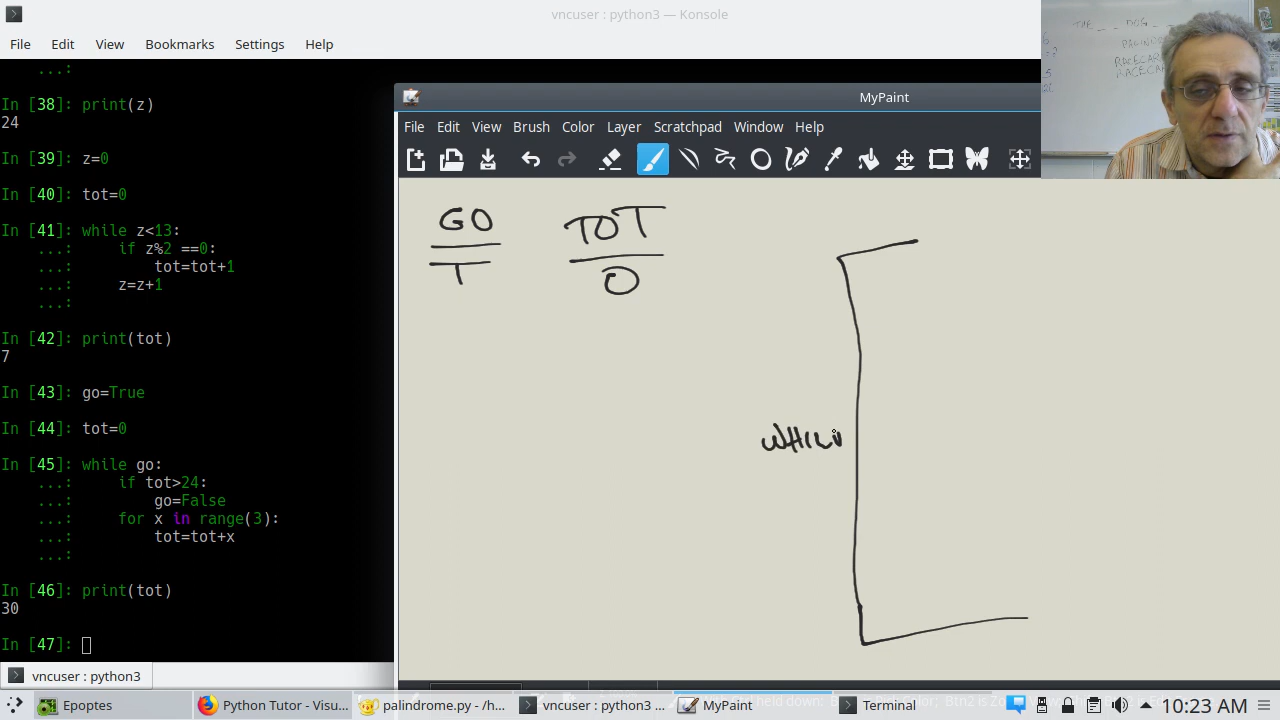 vncuser : python3 — Konsole
File Edit View Bookmarks Settings Help
...:
In [38]: print(z)
24
In [39]: z=0
In [40]: tot=0
In [41]: while z<13:
...: if z%2 ==0:
...: tot=tot+1
...: z=z+1
...:
In [42]: print(tot)
7
In [43]: go=True
In [44]: tot=0
In [45]: while go:
...: if tot>24:
...: go=False
...: for x in range(3):
...: tot=tot+x
...:
In [46]: print(tot)
30
In [47]:
vncuser : python3
MyPaint
File Edit View Brush Color Layer Scratchpad Window Help
GO TOT
T O
WHIL
THE _ _ DOG _
RACECAR
Epoptes
Python Tutor - Visu...
palindrome.py - /h...
vncuser : python3 ...
MyPaint
Terminal
10:23 AM